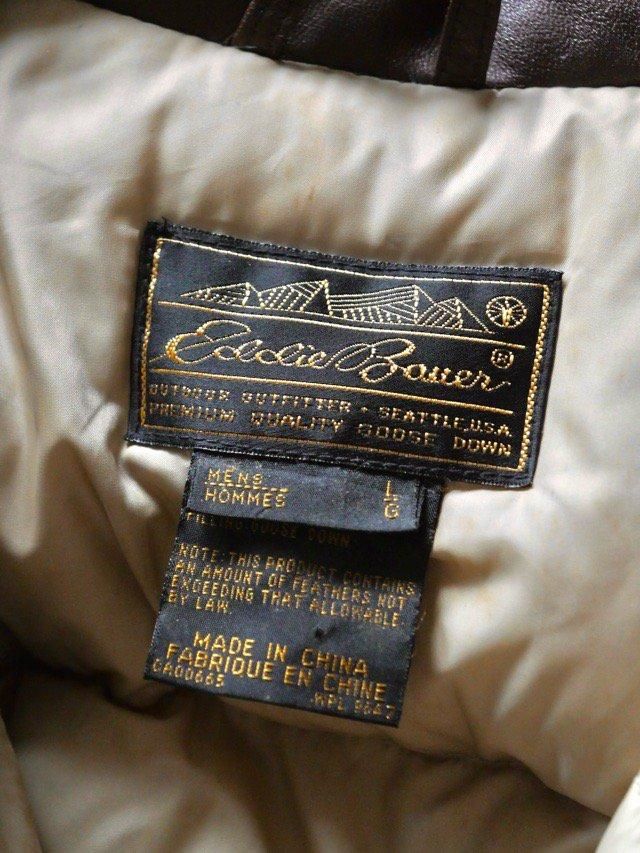 Eddie Bauer ®
OUTDOOR OUTFITTER • SEATTLE, U.S.A.
PREMIUM QUALITY GOOSE DOWN
MENS L
HOMMES G
FILLING: GOOSE DOWN
NOTE: THIS PRODUCT CONTAINS
AN AMOUNT OF FEATHERS NOT
EXCEEDING THAT ALLOWABLE
BY LAW.
MADE IN CHINA
FABRIQUE EN CHINE
CA00665 WPL